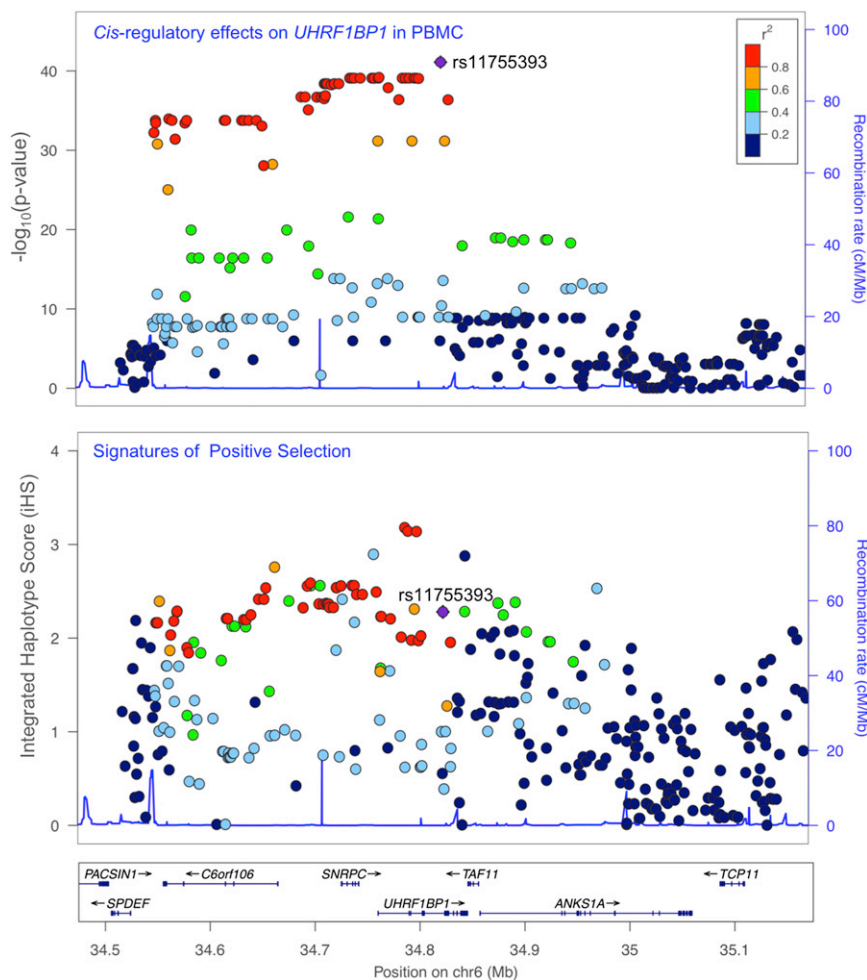 Cis-regulatory effects on UHRF1BP1 in PBMC
rs11755393
r²
0.8
0.6
0.4
0.2
-log₁₀(p-value)
40
30
20
10
0
Recombination rate (cM/Mb)
100
80
60
40
20
0
Signatures of Positive Selection
rs11755393
Integrated Haplotype Score (iHS)
4
3
2
1
0
Recombination rate (cM/Mb)
100
80
60
40
20
0
PACSIN1→ ←C6orf106 SNRPC→ ←TAF11 ←TCP11
←SPDEF UHRF1BP1→ ANKS1A→
34.5 34.6 34.7 34.8 34.9 35 35.1
Position on chr6 (Mb)